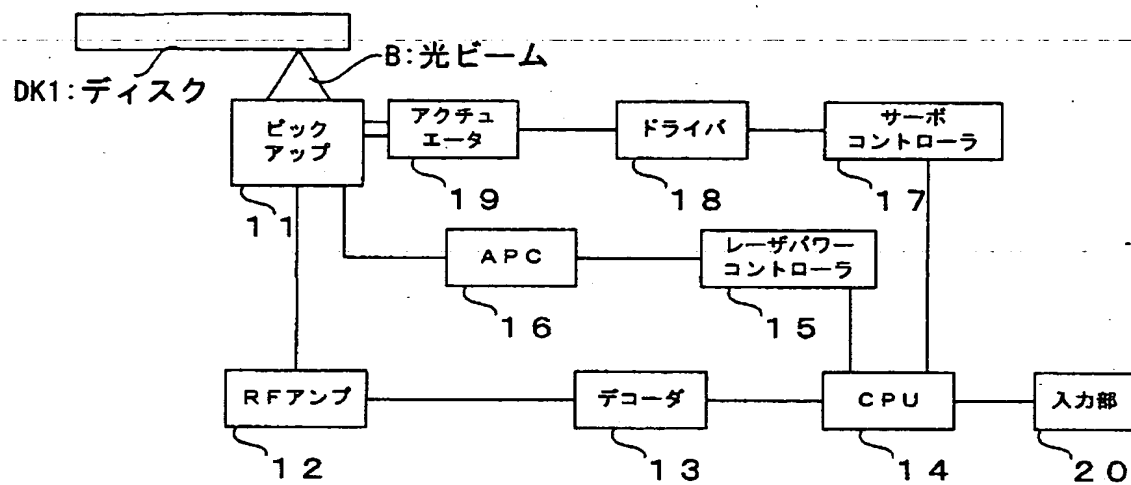 B:光ビーム
DK1:ディスク
ピック
アップ
アクチュ
エータ
ドライバ
サーボ
コントローラ
11
19
18
17
APC
レーザパワー
コントローラ
16
15
RFアンプ
デコーダ
CPU
入力部
12
13
14
20